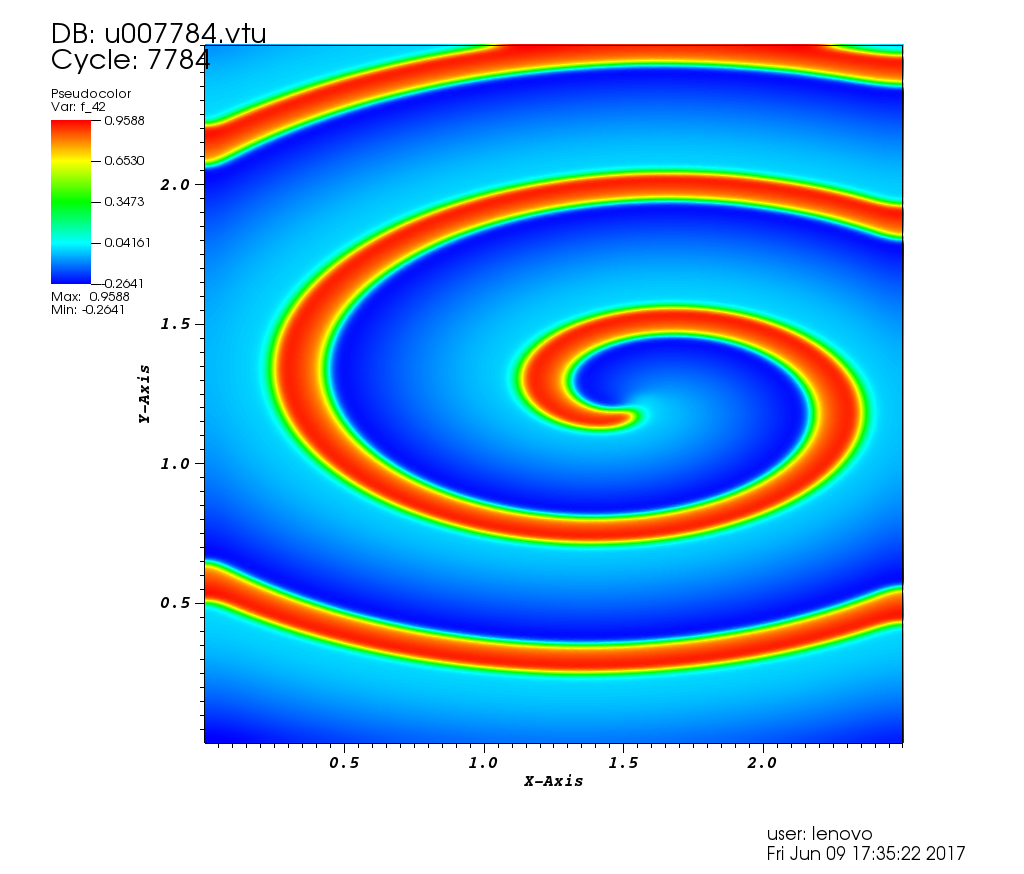 DB: u007784.vtu
Cycle: 7784
Pseudocolor
Var: f_42
0.9588
0.6530
0.3473
0.04161
-0.2641
Max: 0.9588
Min: -0.2641
2.0
1.5
1.0
0.5
Y-Axis
0.5 1.0 1.5 2.0
X-Axis
user: lenovo
Fri Jun 09 17:35:22 2017